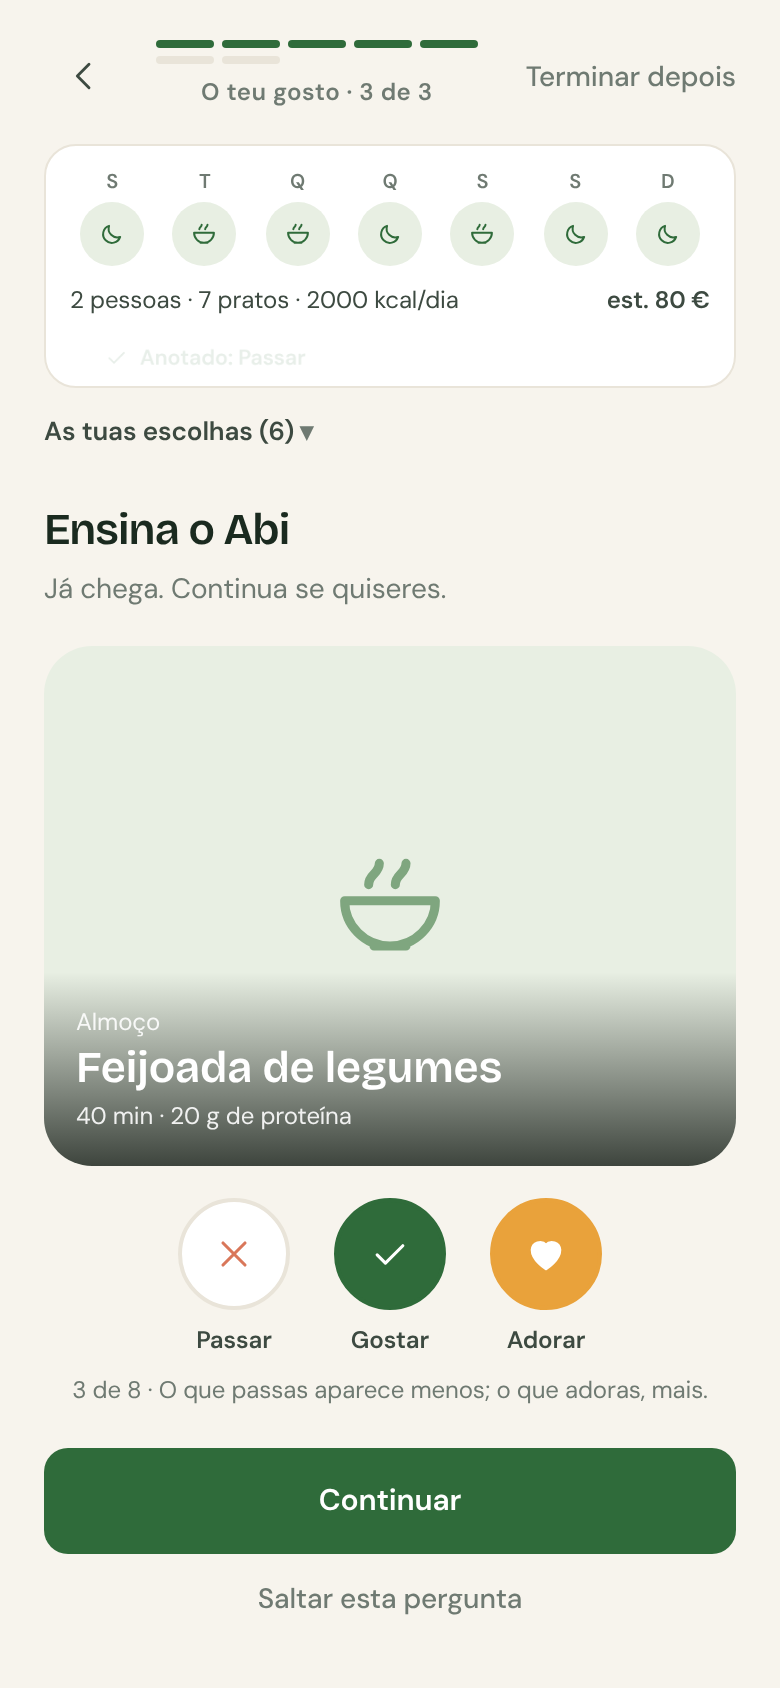 O teu gosto · 3 de 3
Terminar depois
S T Q Q S S D
2 pessoas · 7 pratos · 2000 kcal/dia est. 80 €
Anotado: Passar
As tuas escolhas (6) ▾
Ensina o Abi
Já chega. Continua se quiseres.
Almoço
Feijoada de legumes
40 min · 20 g de proteína
Passar Gostar Adorar
3 de 8 · O que passas aparece menos; o que adoras, mais.
Continuar
Saltar esta pergunta